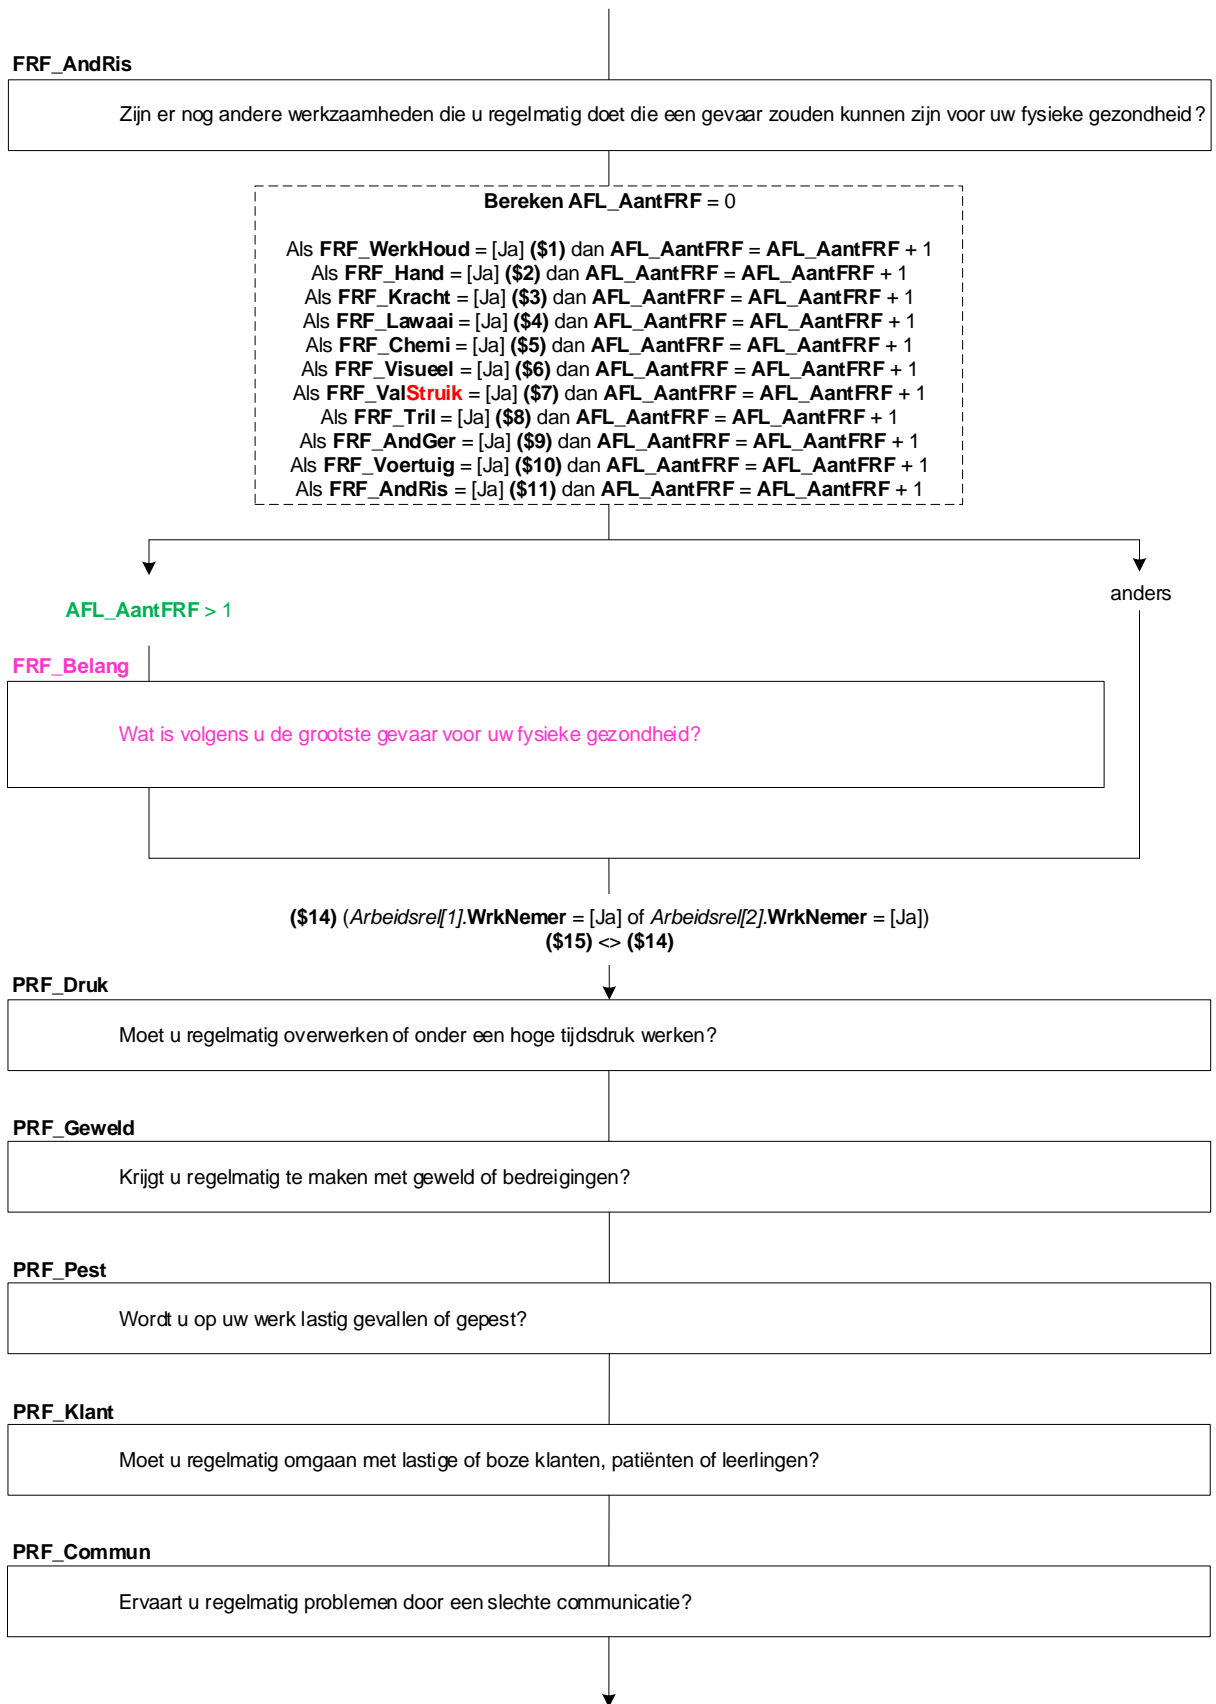 FRF_AndRis
Zijn er nog andere werkzaamheden die u regelmatig doet die een gevaar zouden kunnen zijn voor uw fysieke gezondheid?
Bereken AFL_AantFRF = 0
Als FRF_WerkHoud = [Ja] ($1) dan AFL_AantFRF = AFL_AantFRF + 1
Als FRF_Hand = [Ja] ($2) dan AFL_AantFRF = AFL_AantFRF + 1
Als FRF_Kracht = [Ja] ($3) dan AFL_AantFRF = AFL_AantFRF + 1
Als FRF_Lawaai = [Ja] ($4) dan AFL_AantFRF = AFL_AantFRF + 1
Als FRF_Chemi = [Ja] ($5) dan AFL_AantFRF = AFL_AantFRF + 1
Als FRF_Visueel = [Ja] ($6) dan AFL_AantFRF = AFL_AantFRF + 1
Als FRF_ValStruik = [Ja] ($7) dan AFL_AantFRF = AFL_AantFRF + 1
Als FRF_Tril = [Ja] ($8) dan AFL_AantFRF = AFL_AantFRF + 1
Als FRF_AndGer = [Ja] ($9) dan AFL_AantFRF = AFL_AantFRF + 1
Als FRF_Voertuig = [Ja] ($10) dan AFL_AantFRF = AFL_AantFRF + 1
Als FRF_AndRis = [Ja] ($11) dan AFL_AantFRF = AFL_AantFRF + 1
AFL_AantFRF > 1
anders
FRF_Belang
Wat is volgens u de grootste gevaar voor uw fysieke gezondheid?
($14) (Arbeidsrel[1].WrkNemer = [Ja] of Arbeidsrel[2].WrkNemer = [Ja])
($15) <> ($14)
PRF_Druk
Moet u regelmatig overwerken of onder een hoge tijdsdruk werken?
PRF_Geweld
Krijgt u regelmatig te maken met geweld of bedreigingen?
PRF_Pest
Wordt u op uw werk lastig gevallen of gepest?
PRF_Klant
Moet u regelmatig omgaan met lastige of boze klanten, patiënten of leerlingen?
PRF_Commun
Ervaart u regelmatig problemen door een slechte communicatie?